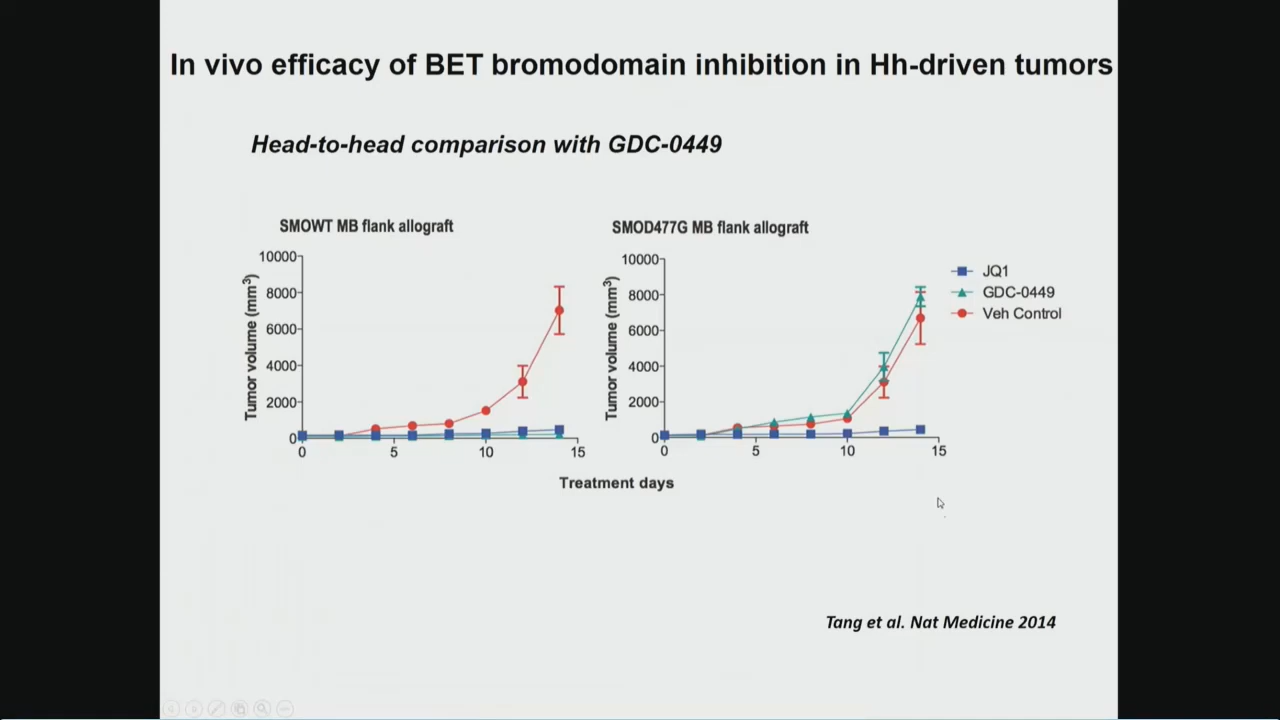 In vivo efficacy of BET bromodomain inhibition in Hh-driven tumors
Head-to-head comparison with GDC-0449
SMOWT MB flank allograft
SMOD477G MB flank allograft
Tumor volume (mm³)
10000
8000
6000
4000
2000
0
0 5 10 15
Tumor volume (mm³)
10000
8000
6000
4000
2000
0
0 5 10 15
JQ1
GDC-0449
Veh Control
Treatment days
Tang et al. Nat Medicine 2014